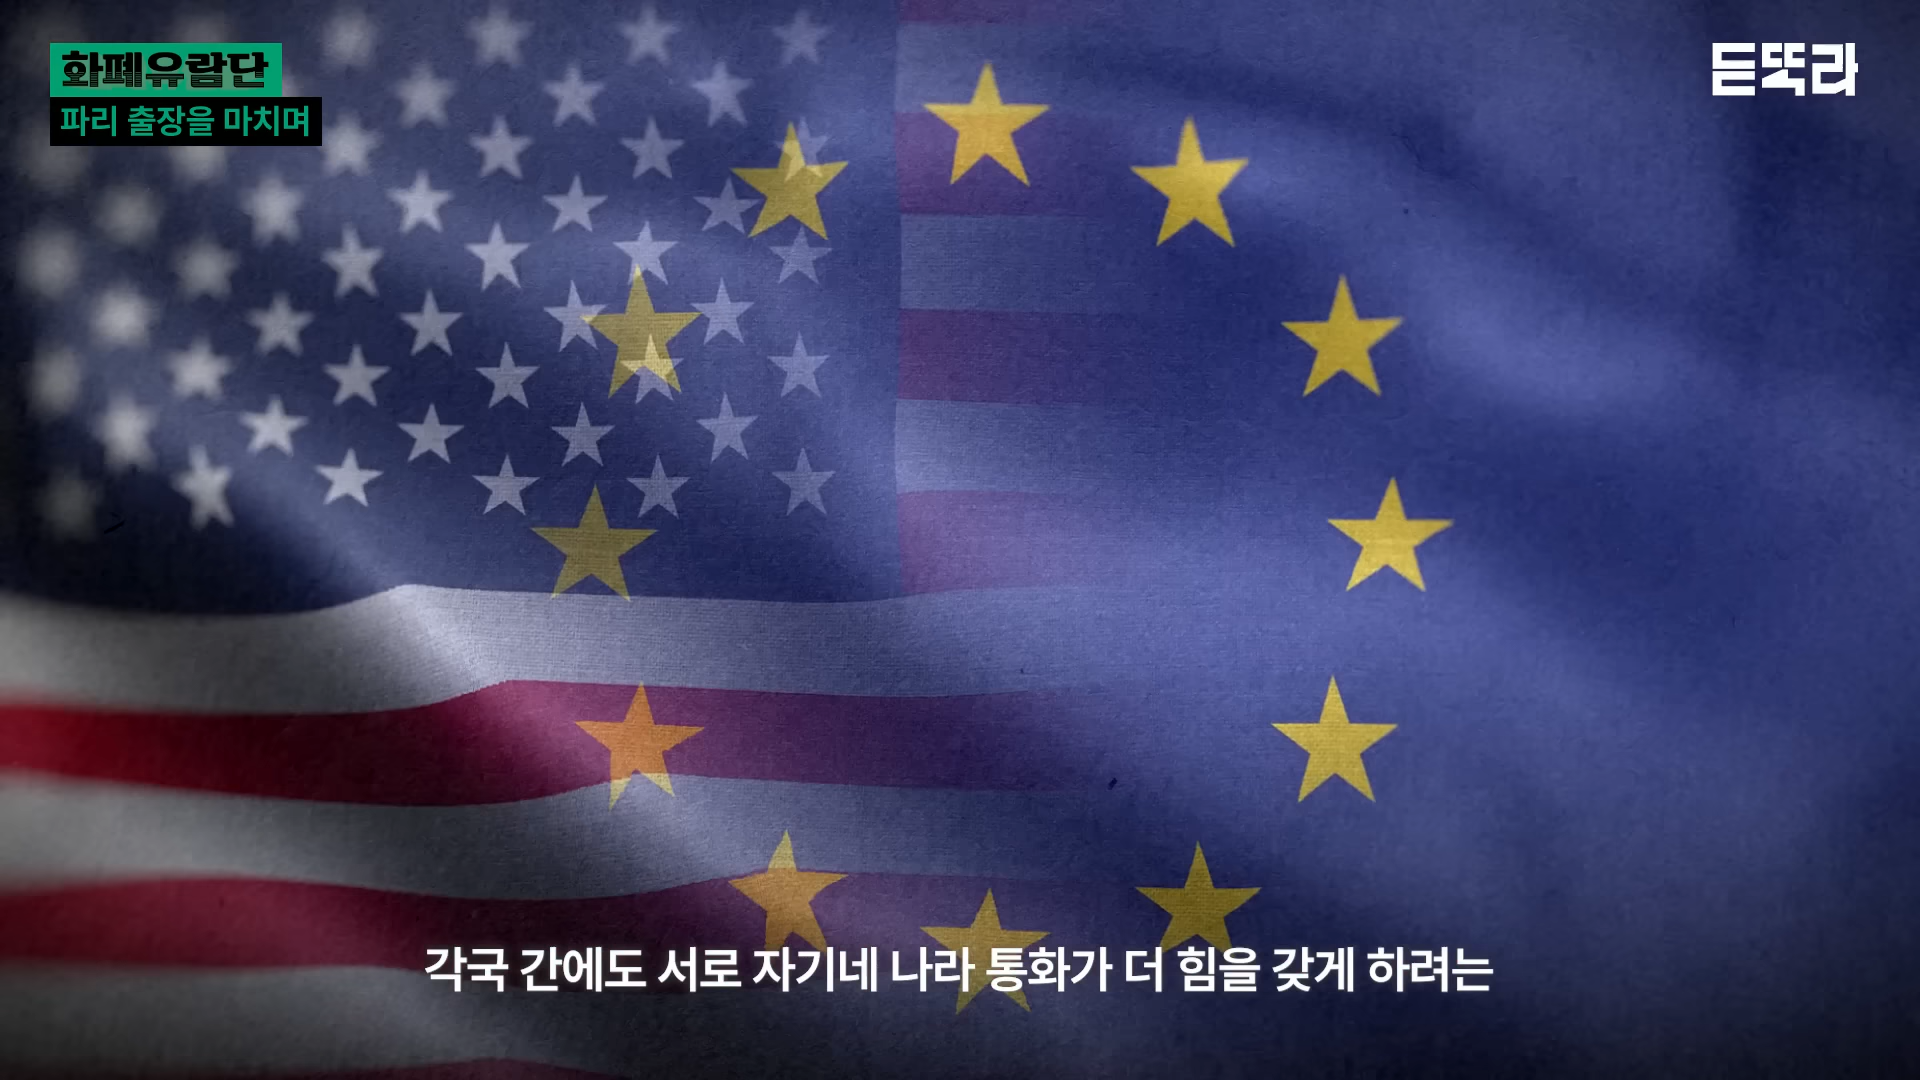 화폐유람단
파리 출장을 마치며
듣똑라
각국 간에도 서로 자기네 나라 통화가 더 힘을 갖게 하려는